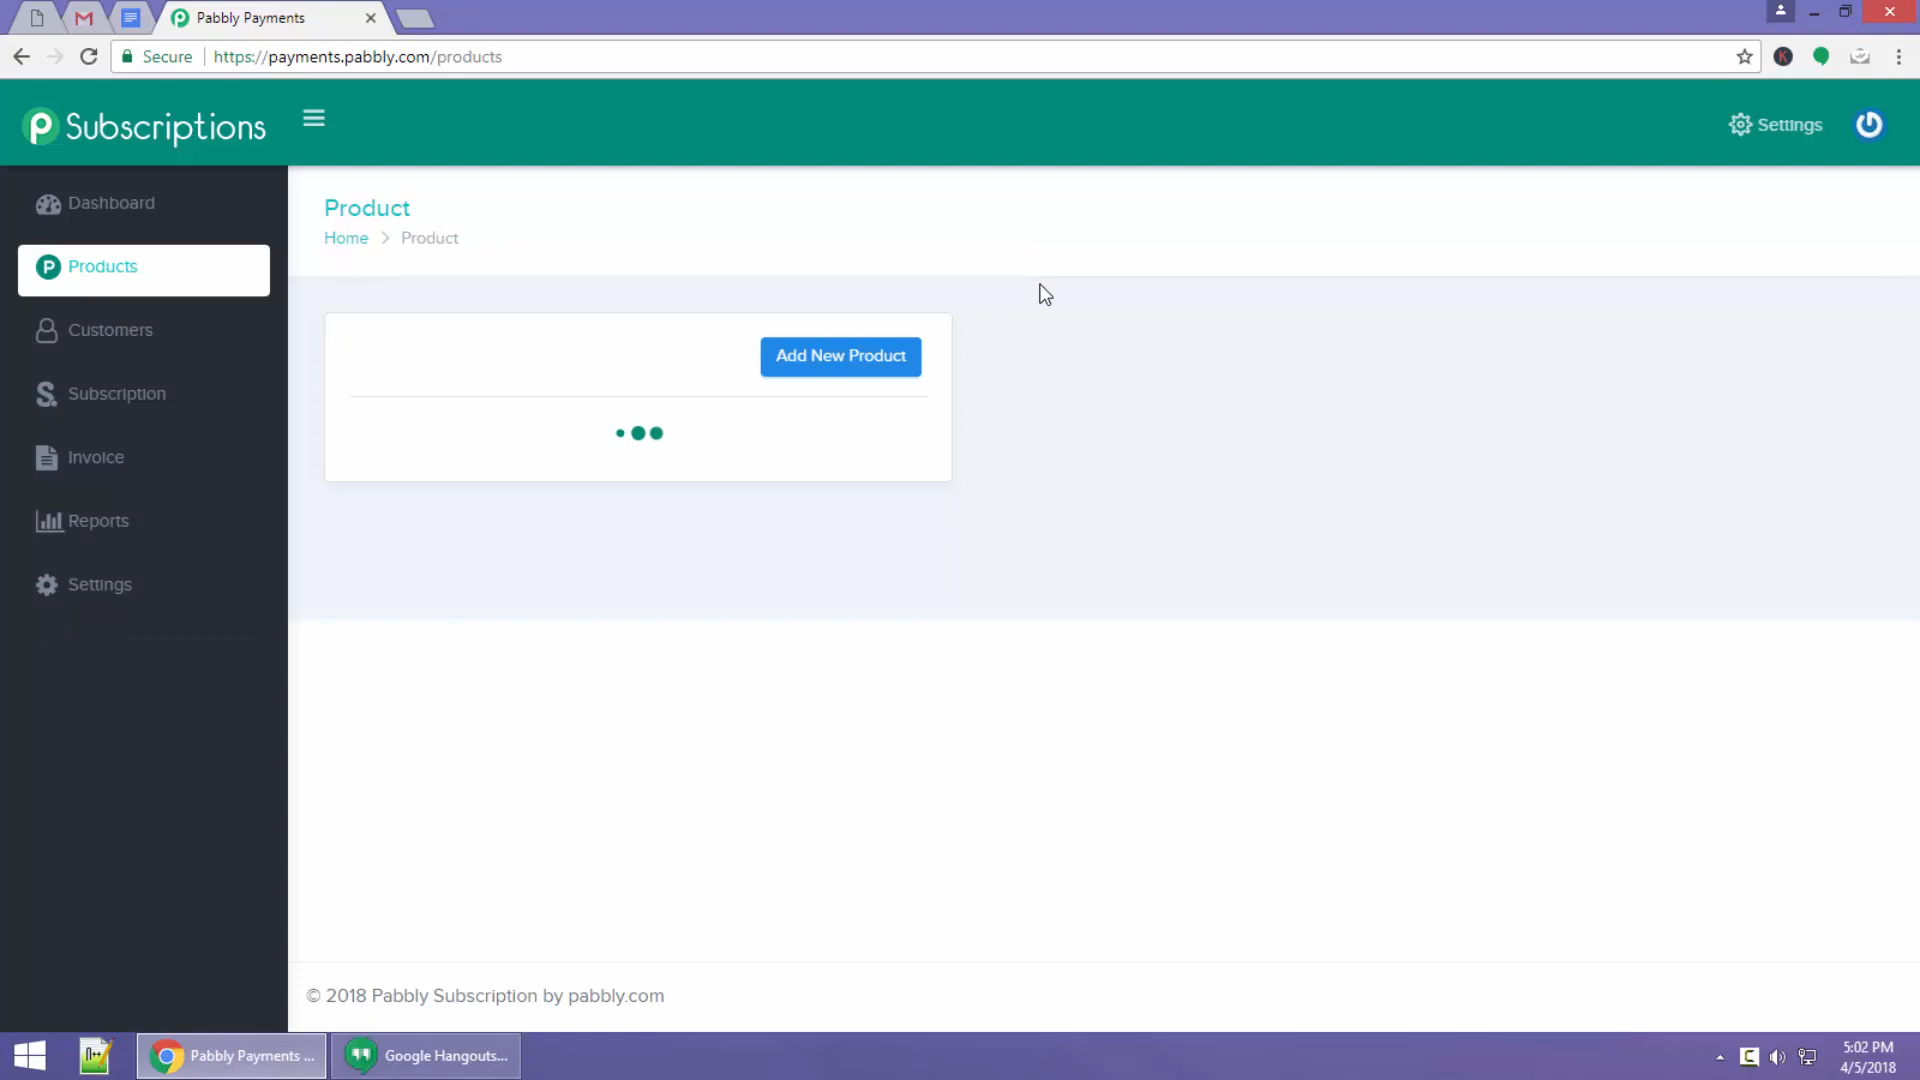 Pabbly Payments
Secure
https://payments.pabbly.com/products
Subscriptions
Settings
Dashboard
Products
Customers
Subscription
Invoice
Reports
Settings
Product
Home > Product
Add New Product
© 2018 Pabbly Subscription by pabbly.com
Pabbly Payments ...
Google Hangouts...
5:02 PM
4/5/2018